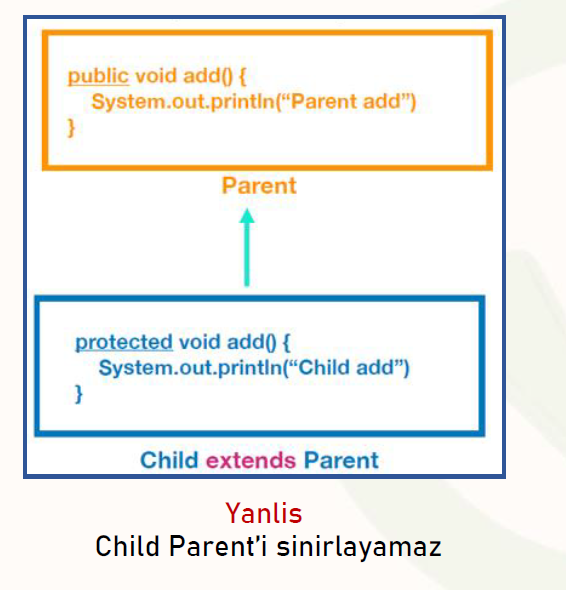 public void add() {
System.out.println(“Parent add”)
}
Parent
protected void add() {
System.out.println(“Child add”)
}
Child extends Parent
Yanlis
Child Parent’i sinirlayamaz